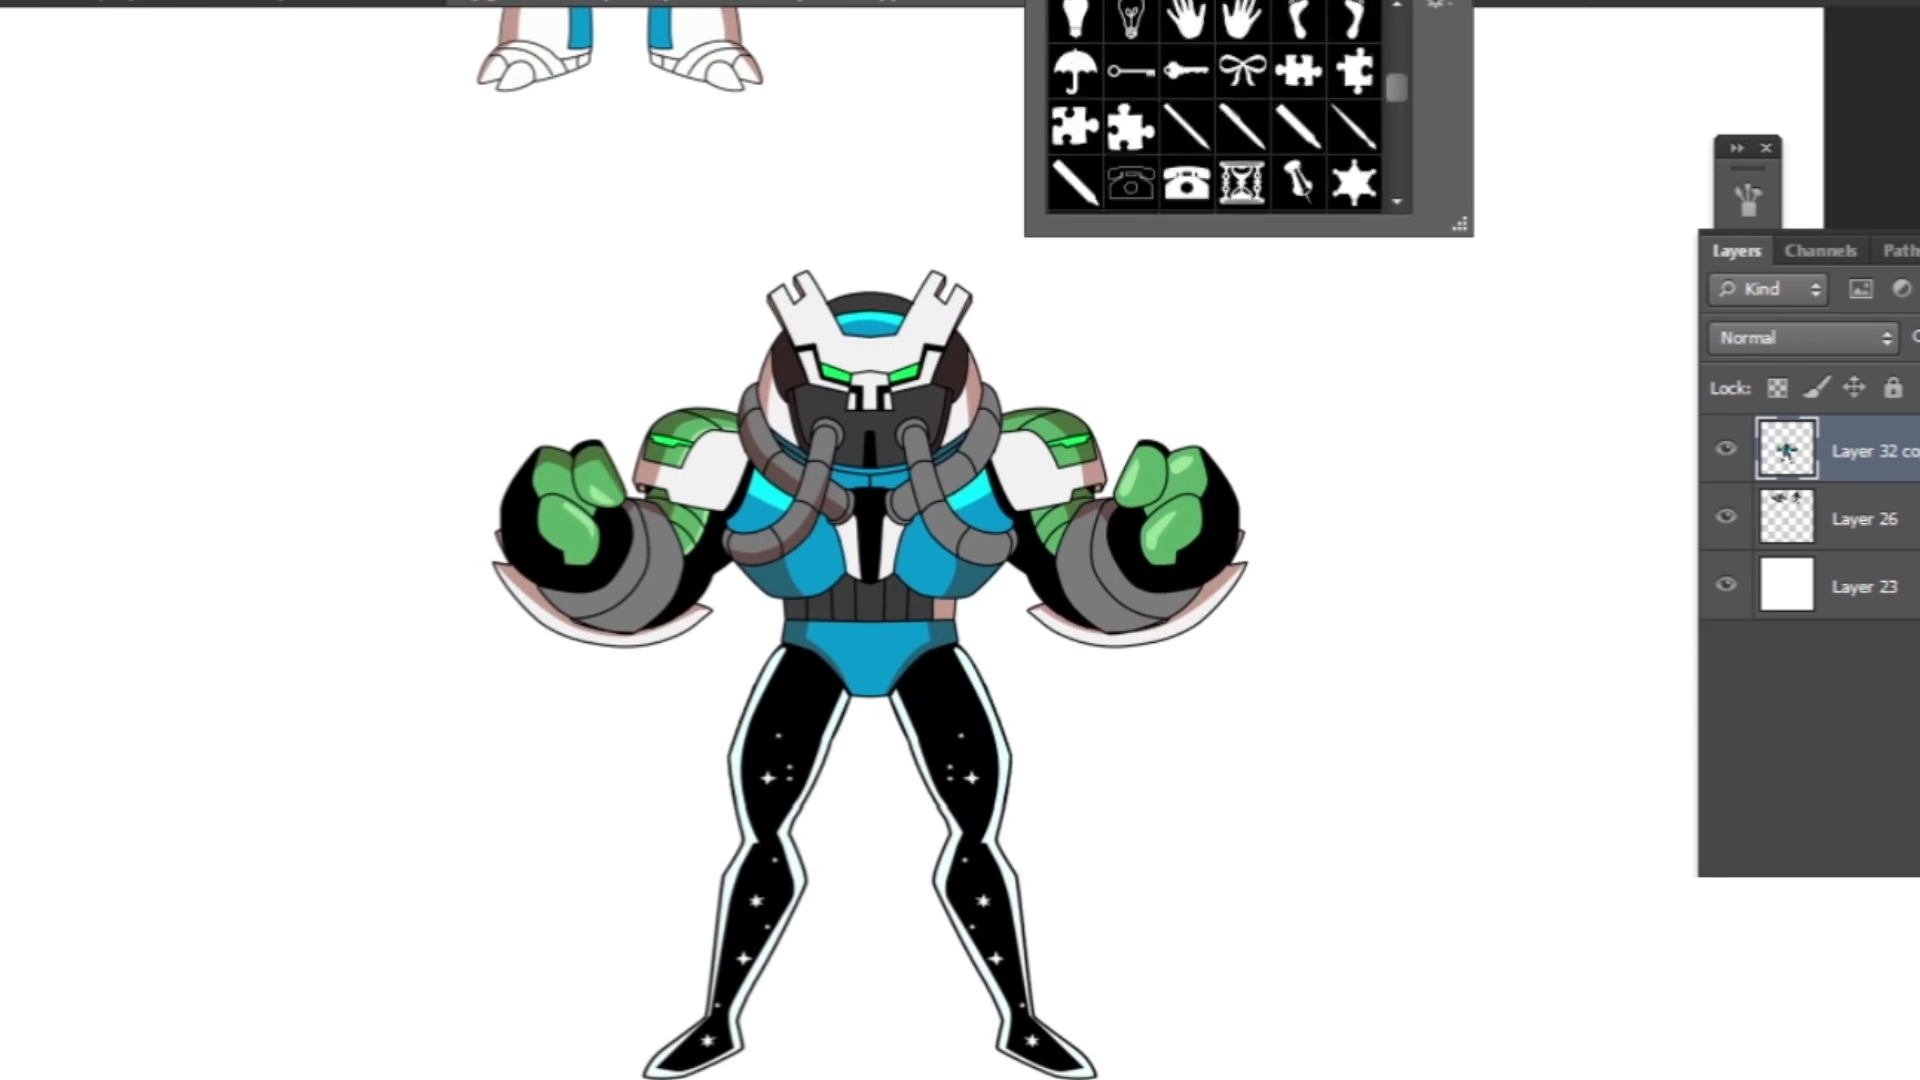 Layers Channels Path
Kind
Normal
Lock:
Layer 32 co
Layer 26
Layer 23